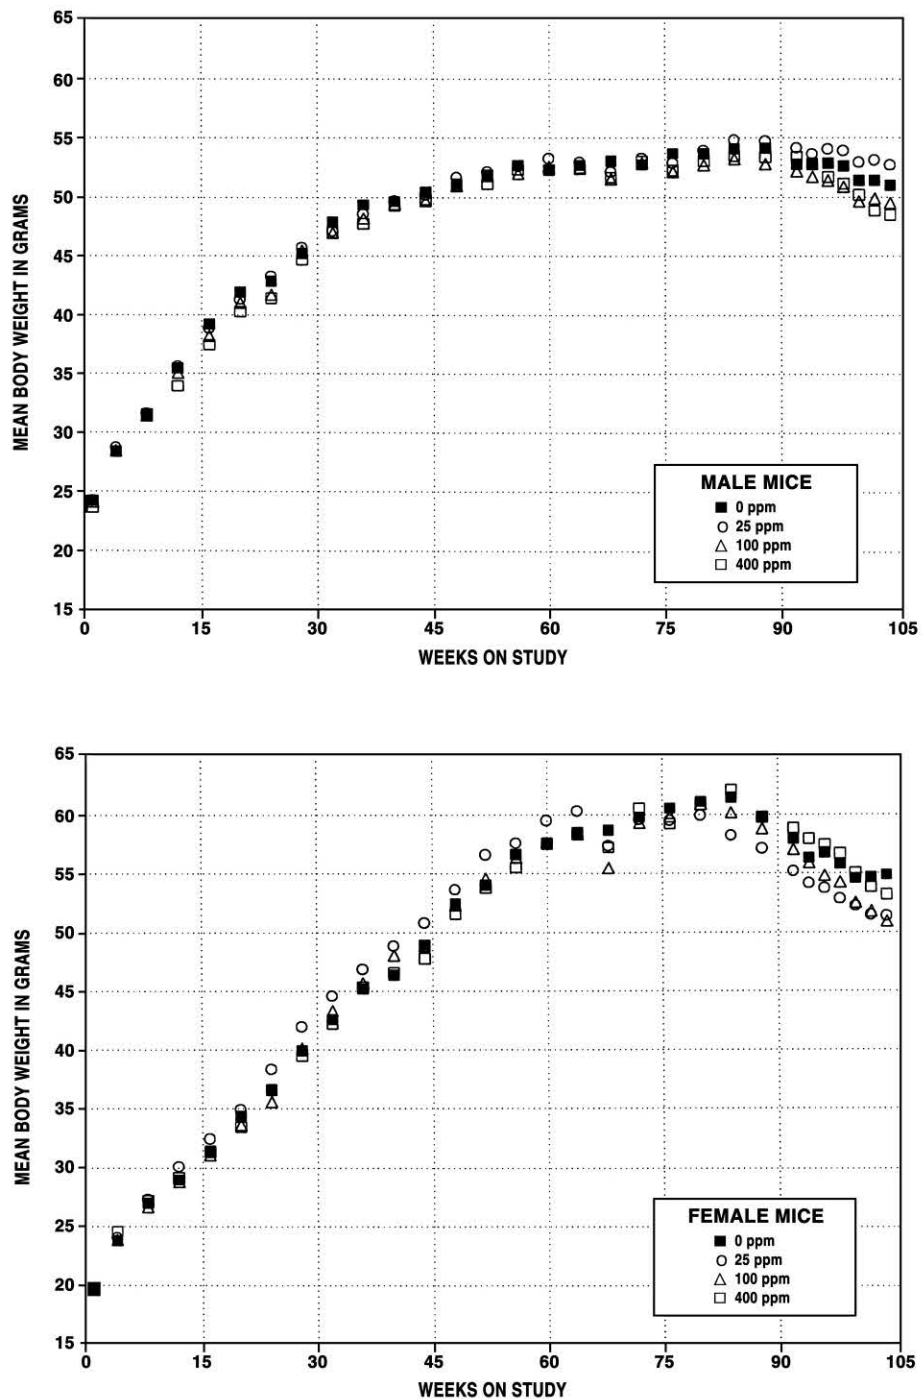 65
60
55
50
45
40
35
30
25
20
15
MEAN BODY WEIGHT IN GRAMS
MALE MICE
0 ppm
25 ppm
100 ppm
400 ppm
0 15 30 45 60 75 90 105
WEEKS ON STUDY
65
60
55
50
45
40
35
30
25
20
15
MEAN BODY WEIGHT IN GRAMS
FEMALE MICE
0 ppm
25 ppm
100 ppm
400 ppm
0 15 30 45 60 75 90 105
WEEKS ON STUDY